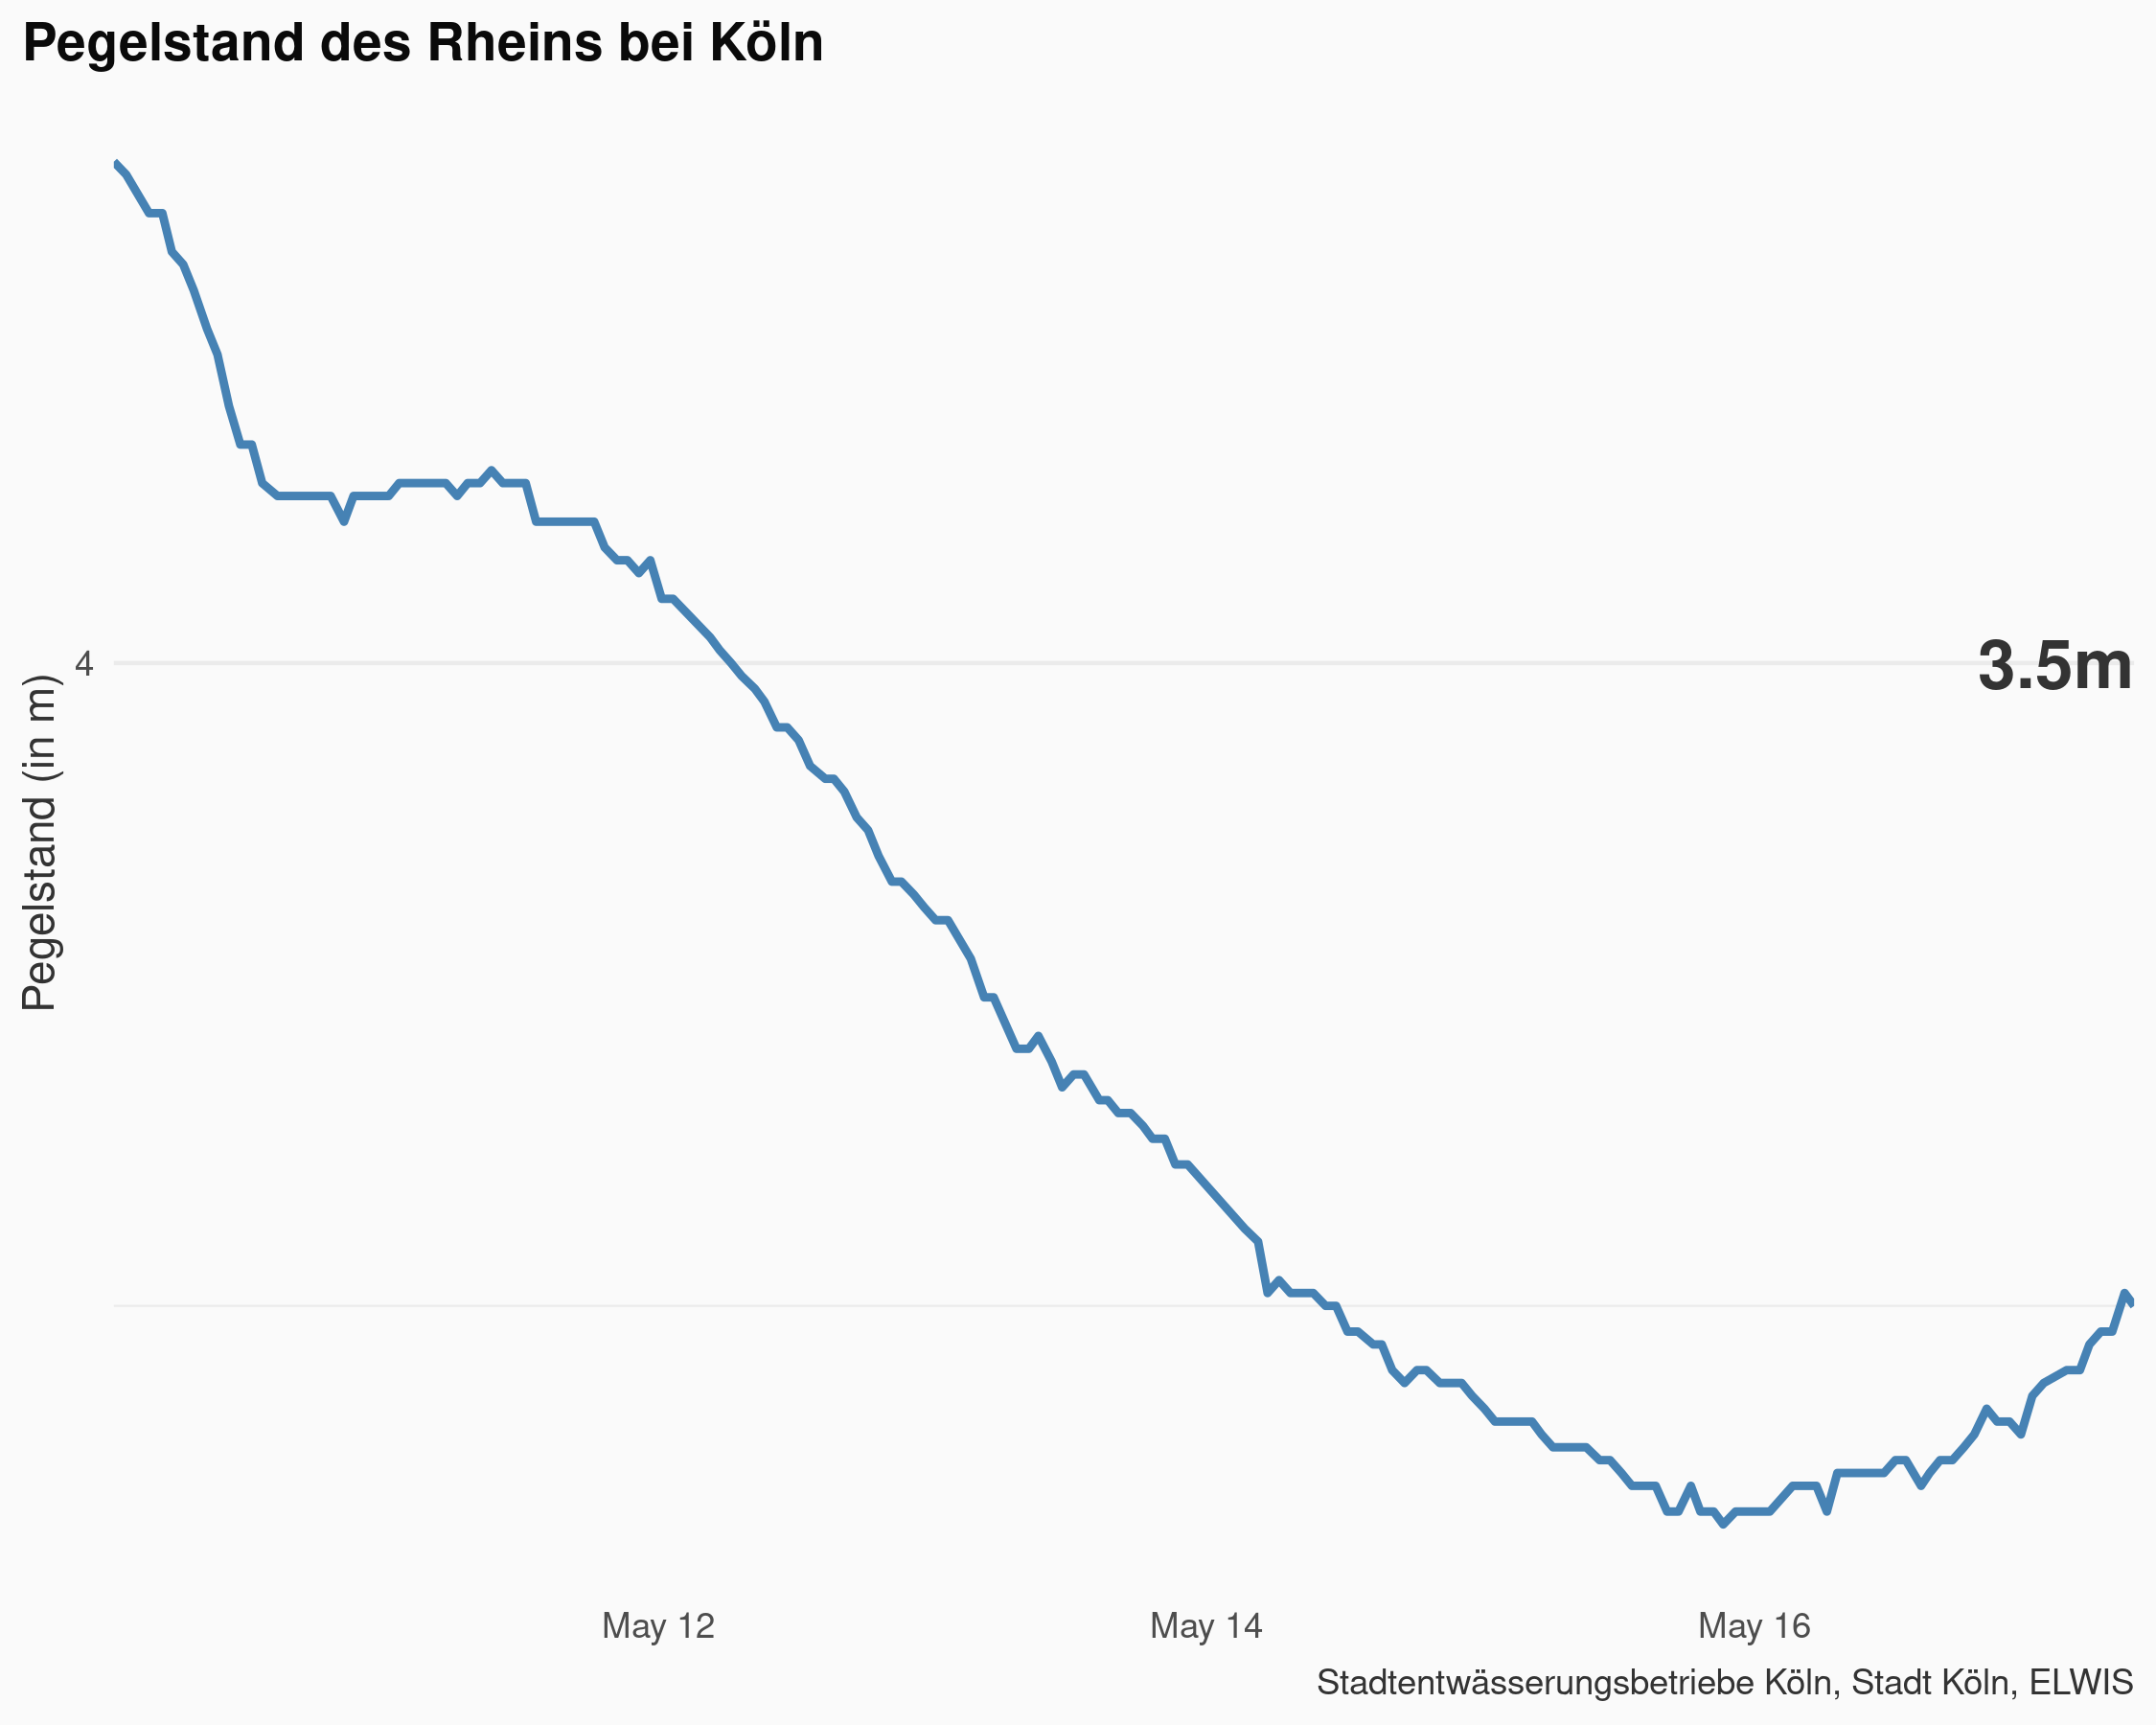 Pegelstand des Rheins bei Köln
Pegelstand (in m)
4
3.5m
May 12
May 14
May 16
Stadtentwässerungsbetriebe Köln, Stadt Köln, ELWIS